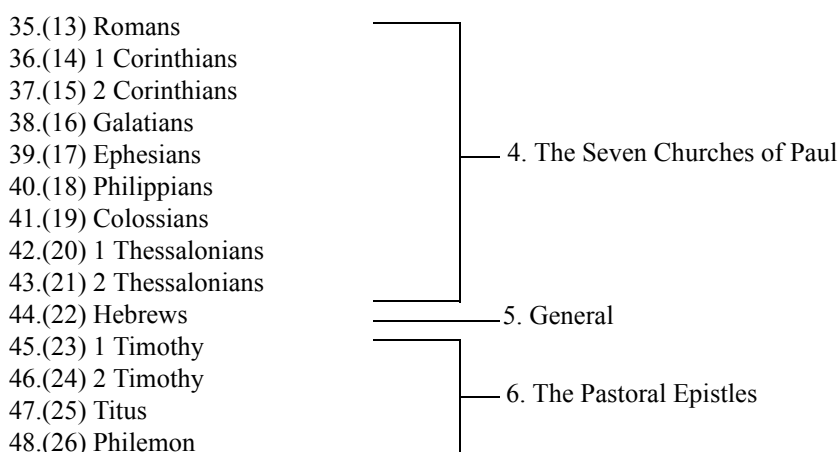 35.(13) Romans
36.(14) 1 Corinthians
37.(15) 2 Corinthians
38.(16) Galatians
39.(17) Ephesians
4. The Seven Churches of Paul
40.(18) Philippians
41.(19) Colossians
42.(20) 1 Thessalonians
43.(21) 2 Thessalonians
44.(22) Hebrews
5. General
45.(23) 1 Timothy
46.(24) 2 Timothy
6. The Pastoral Epistles
47.(25) Titus
48.(26) Philemon